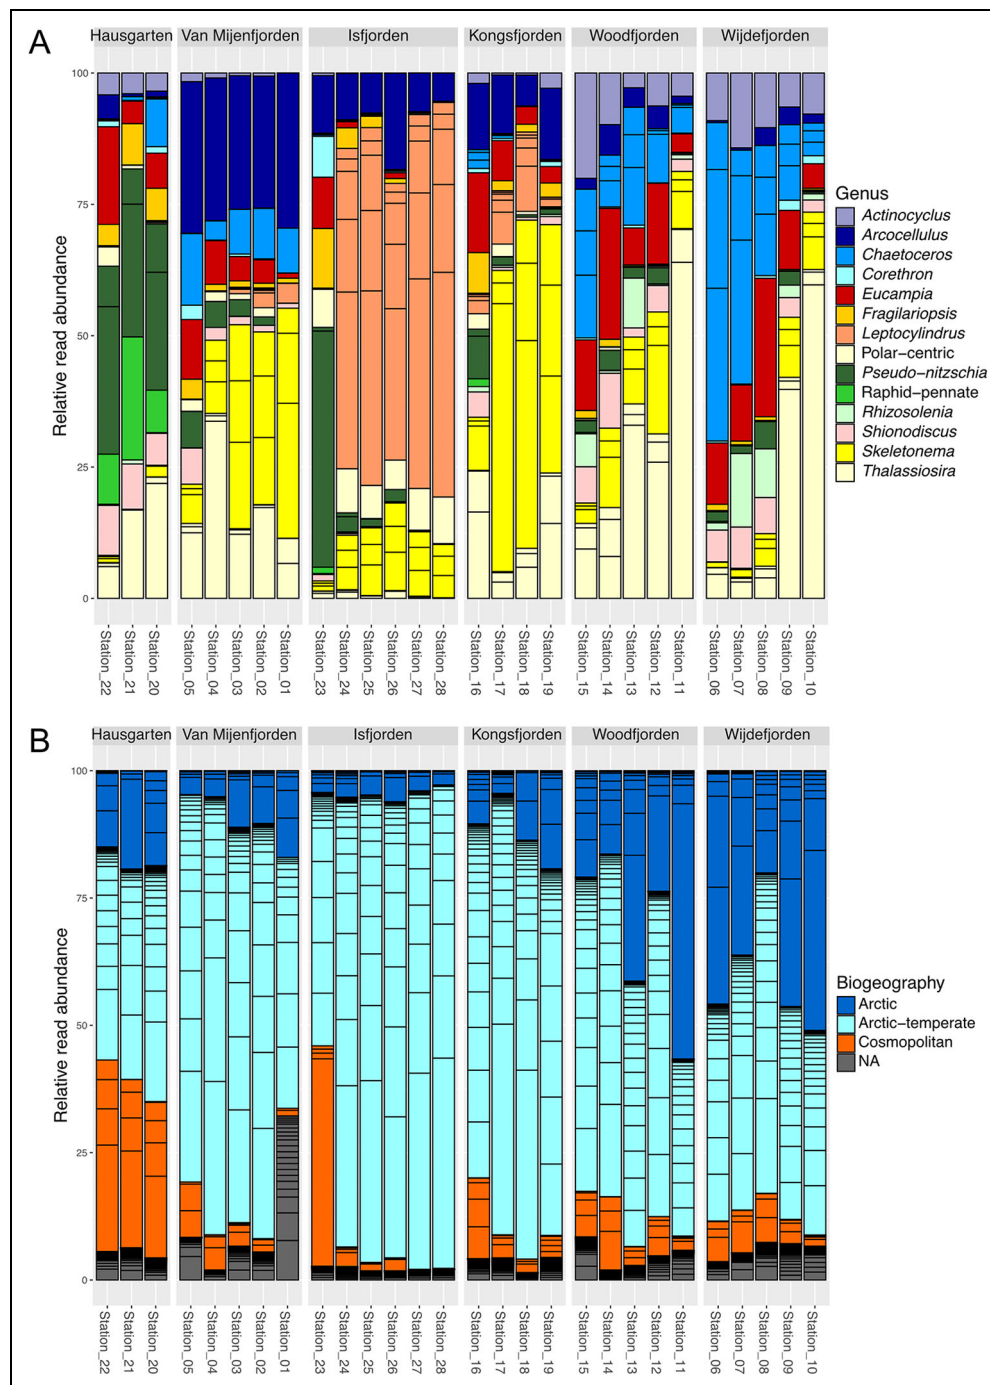 A
Hausgarten Van Mijenfjorden Isfjorden Kongsfjorden Woodfjorden Wijdefjorden
Relative read abundance
100
75
50
25
0
Station_22 Station_21 Station_20 Station_05 Station_04 Station_03 Station_02 Station_01 Station_23 Station_24 Station_25 Station_26 Station_27 Station_28 Station_16 Station_17 Station_18 Station_19 Station_15 Station_14 Station_13 Station_12 Station_11 Station_06 Station_07 Station_08 Station_09 Station_10
Genus
Actinocyclus
Arcocellulus
Chaetoceros
Corethron
Eucampia
Fragilariopsis
Leptocylindrus
Polar-centric
Pseudo-nitzschia
Raphid-pennate
Rhizosolenia
Shionodiscus
Skeletonema
Thalassiosira
B
Hausgarten Van Mijenfjorden Isfjorden Kongsfjorden Woodfjorden Wijdefjorden
Relative read abundance
100
75
50
25
0
Station_22 Station_21 Station_20 Station_05 Station_04 Station_03 Station_02 Station_01 Station_23 Station_24 Station_25 Station_26 Station_27 Station_28 Station_16 Station_17 Station_18 Station_19 Station_15 Station_14 Station_13 Station_12 Station_11 Station_06 Station_07 Station_08 Station_09 Station_10
Biogeography
Arctic
Arctic-temperate
Cosmopolitan
NA